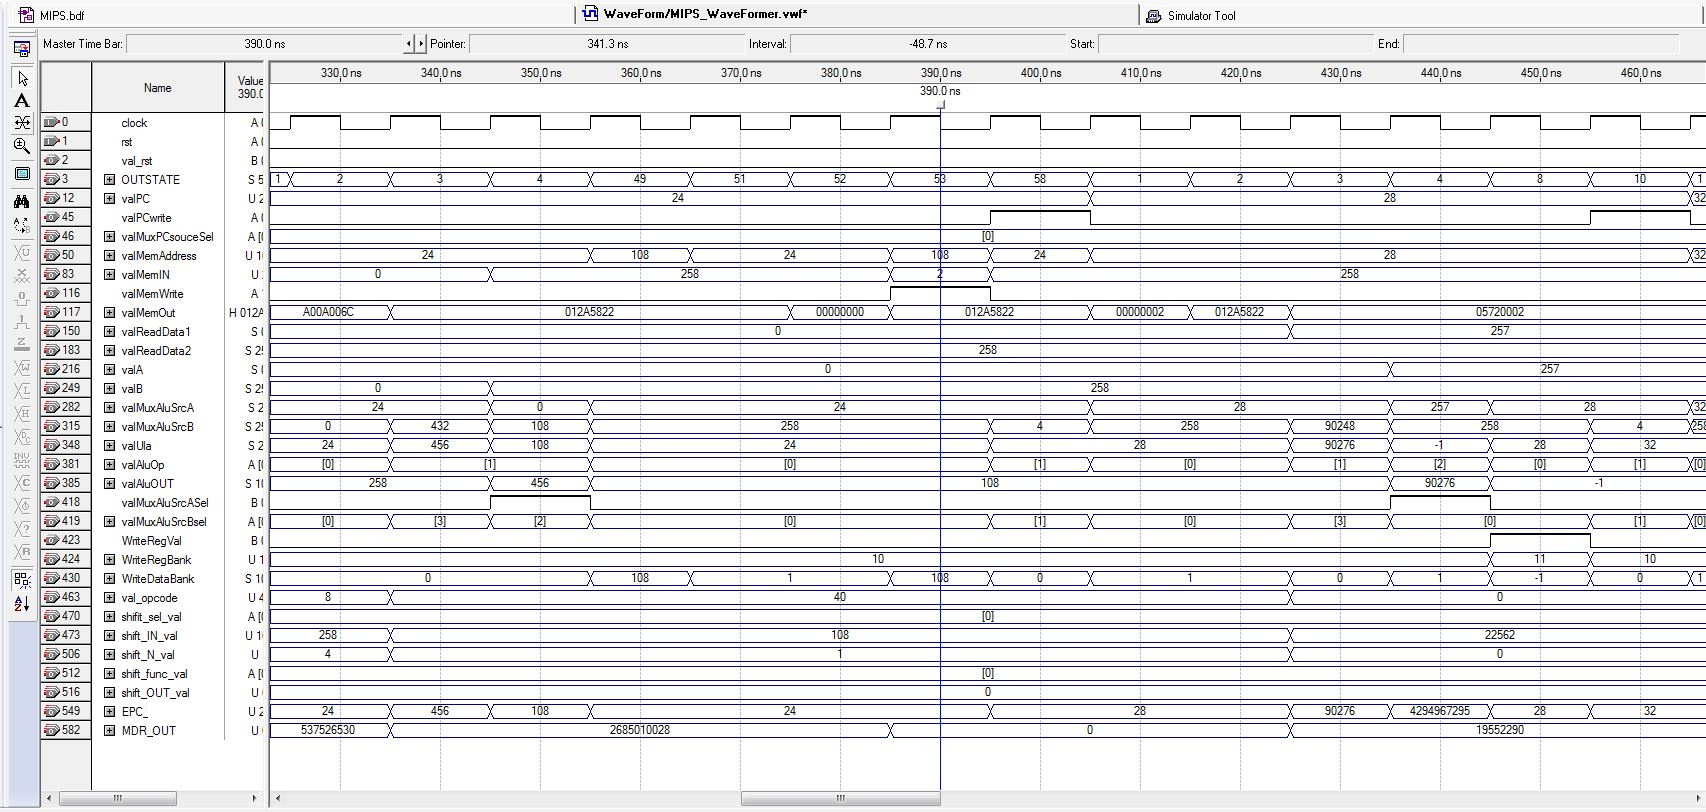 MIPS.bdf WaveForm/MIPS_WaveFormer.vwf* Simulator Tool
Master Time Bar: 390.0 ns Pointer: 341.3 ns Interval: -48.7 ns Start: End:
Name Value 330.0 ns 340.0 ns 350.0 ns 360.0 ns 370.0 ns 380.0 ns 390.0 ns 400.0 ns 410.0 ns 420.0 ns 430.0 ns 440.0 ns 450.0 ns 460.0 ns
390.0 390.0 ns
0 clock A
1 rst A
2 val_rst B
3 OUTSTATE S 5 1 2 3 4 49 51 52 53 58 1 2 3 4 8 10 1
12 valPC U 2 24 28 32
45 valPCwrite A
46 valMuxPCsouceSel A [ [0]
50 valMemAddress U 1 24 108 24 108 24 28 32
83 valMemIN U 0 258 2 258
116 valMemWrite A
117 valMemOut H 012A A00A006C 012A5822 00000000 012A5822 00000002 012A5822 05720002
150 valReadData1 S 0 257
183 valReadData2 S 25 258
216 valA S 0 257
249 valB S 25 0 258
282 valMuxAluSrcA S 2 24 0 24 28 257 28 32
315 valMuxAluSrcB S 25 0 432 108 258 4 258 90248 258 4 258
348 valUla S 2 24 456 108 24 28 90276 -1 28 32
381 valAluOp A [ [0] [1] [0] [1] [0] [1] [2] [0] [1] [0]
385 valAluOUT S 1 258 456 108 90276 -1
418 valMuxAluSrcASel B
419 valMuxAluSrcBsel A [ [0] [3] [2] [0] [1] [0] [3] [0] [1] [0]
423 WriteRegVal B
424 WriteRegBank U 1 10 11 10
430 WriteDataBank S 1 0 108 1 108 0 1 0 1 -1 0 1
463 val_opcode U 4 8 40 0
470 shifit_sel_val A [ [0]
473 shift_IN_val U 1 258 108 22562
506 shift_N_val U 4 1 0
512 shift_func_val A [ [0]
516 shift_OUT_val U 0
549 EPC_ U 2 24 456 108 24 28 90276 4294967295 28 32
582 MDR_OUT U 537526530 2685010028 0 19552290